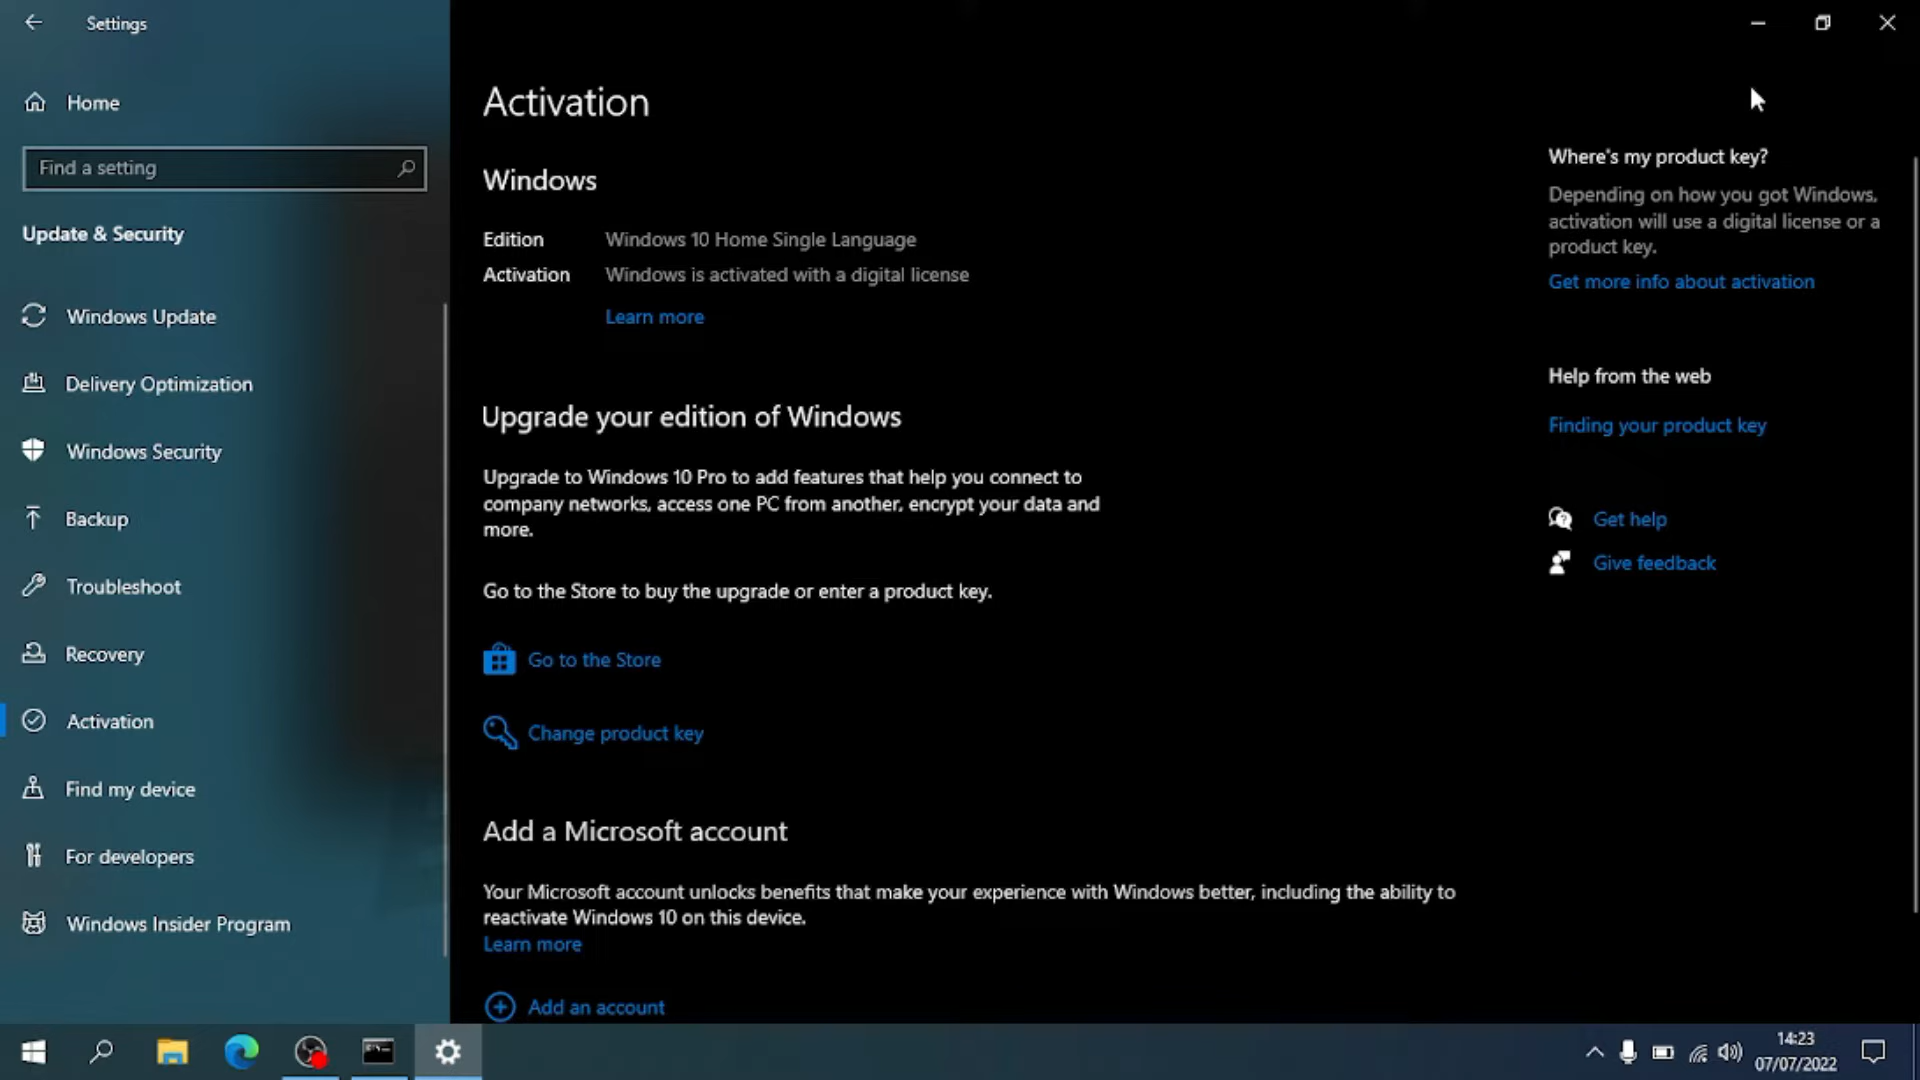 Settings
Home
Find a setting
Update & Security
Windows Update
Delivery Optimization
Windows Security
Backup
Troubleshoot
Recovery
Activation
Find my device
For developers
Windows Insider Program
Activation
Windows
Edition Windows 10 Home Single Language
Activation Windows is activated with a digital license
Learn more
Upgrade your edition of Windows
Upgrade to Windows 10 Pro to add features that help you connect to
company networks, access one PC from another, encrypt your data and
more.
Go to the Store to buy the upgrade or enter a product key.
Go to the Store
Change product key
Add a Microsoft account
Your Microsoft account unlocks benefits that make your experience with Windows better, including the ability to
reactivate Windows 10 on this device.
Learn more
Add an account
Where's my product key?
Depending on how you got Windows,
activation will use a digital license or a
product key.
Get more info about activation
Help from the web
Finding your product key
Get help
Give feedback
14:23
07/07/2022